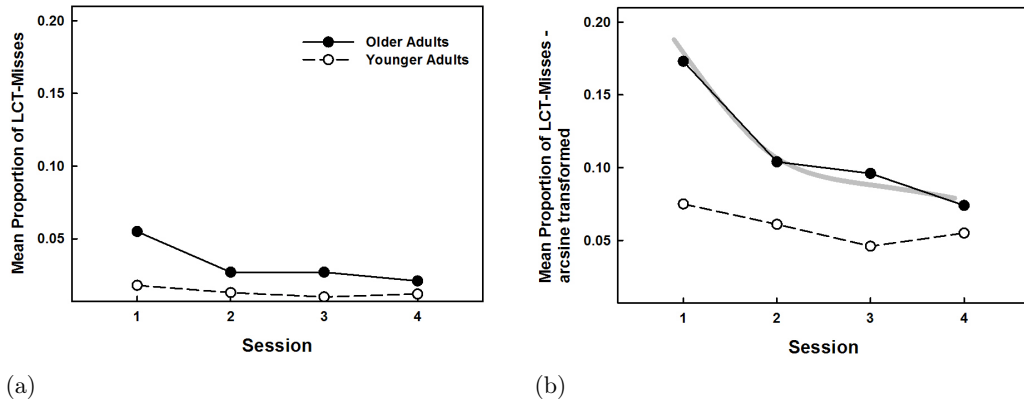 0.20
0.15
0.10
0.05
Mean Proportion of LCT-Misses
Older Adults
Younger Adults
1 2 3 4
Session
(a)
0.20
0.15
0.10
0.05
Mean Proportion of LCT-Misses -
arcsine transformed
1 2 3 4
Session
(b)